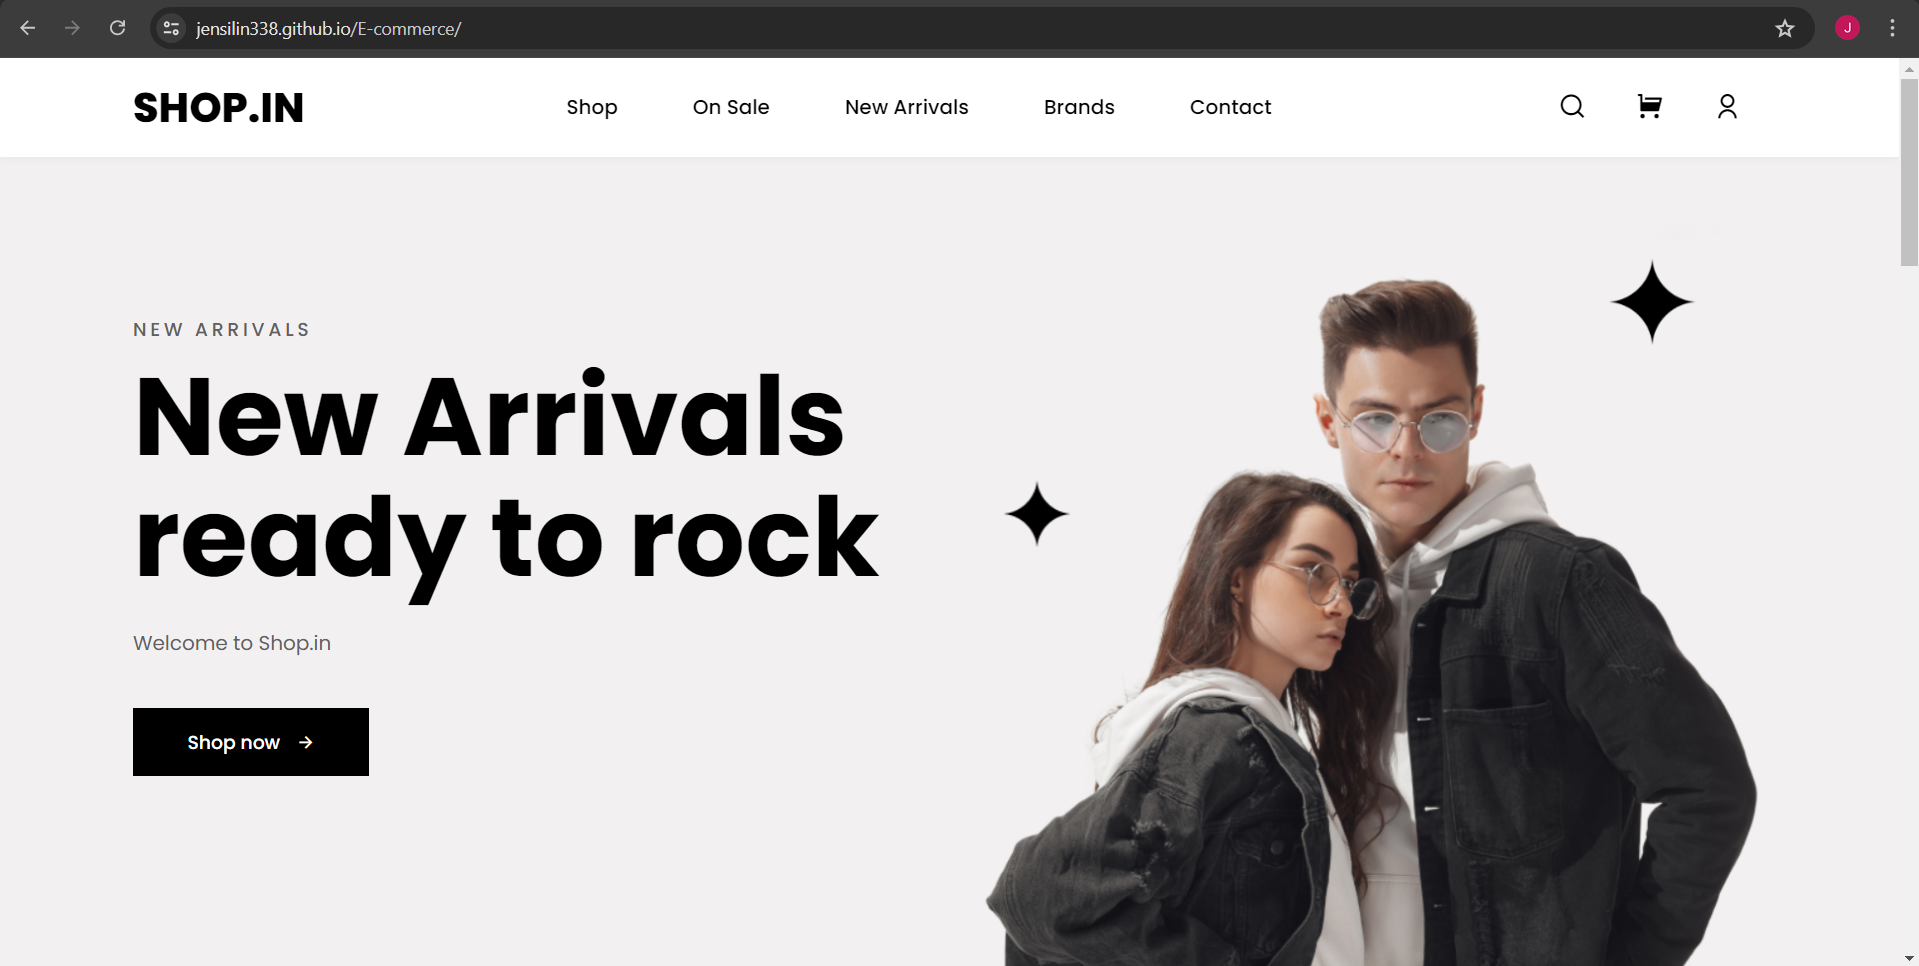 jensilin338.github.io/E-commerce/
J
SHOP.IN
Shop
On Sale
New Arrivals
Brands
Contact
NEW ARRIVALS
New Arrivals
ready to rock
Welcome to Shop.in
Shop now →